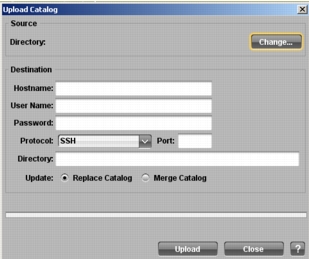 Upload Catalog
Source
Directory: Change...
Destination
Hostname:
User Name:
Password:
Protocol: SSH Port:
Directory:
Update: Replace Catalog Merge Catalog
Upload Close ?